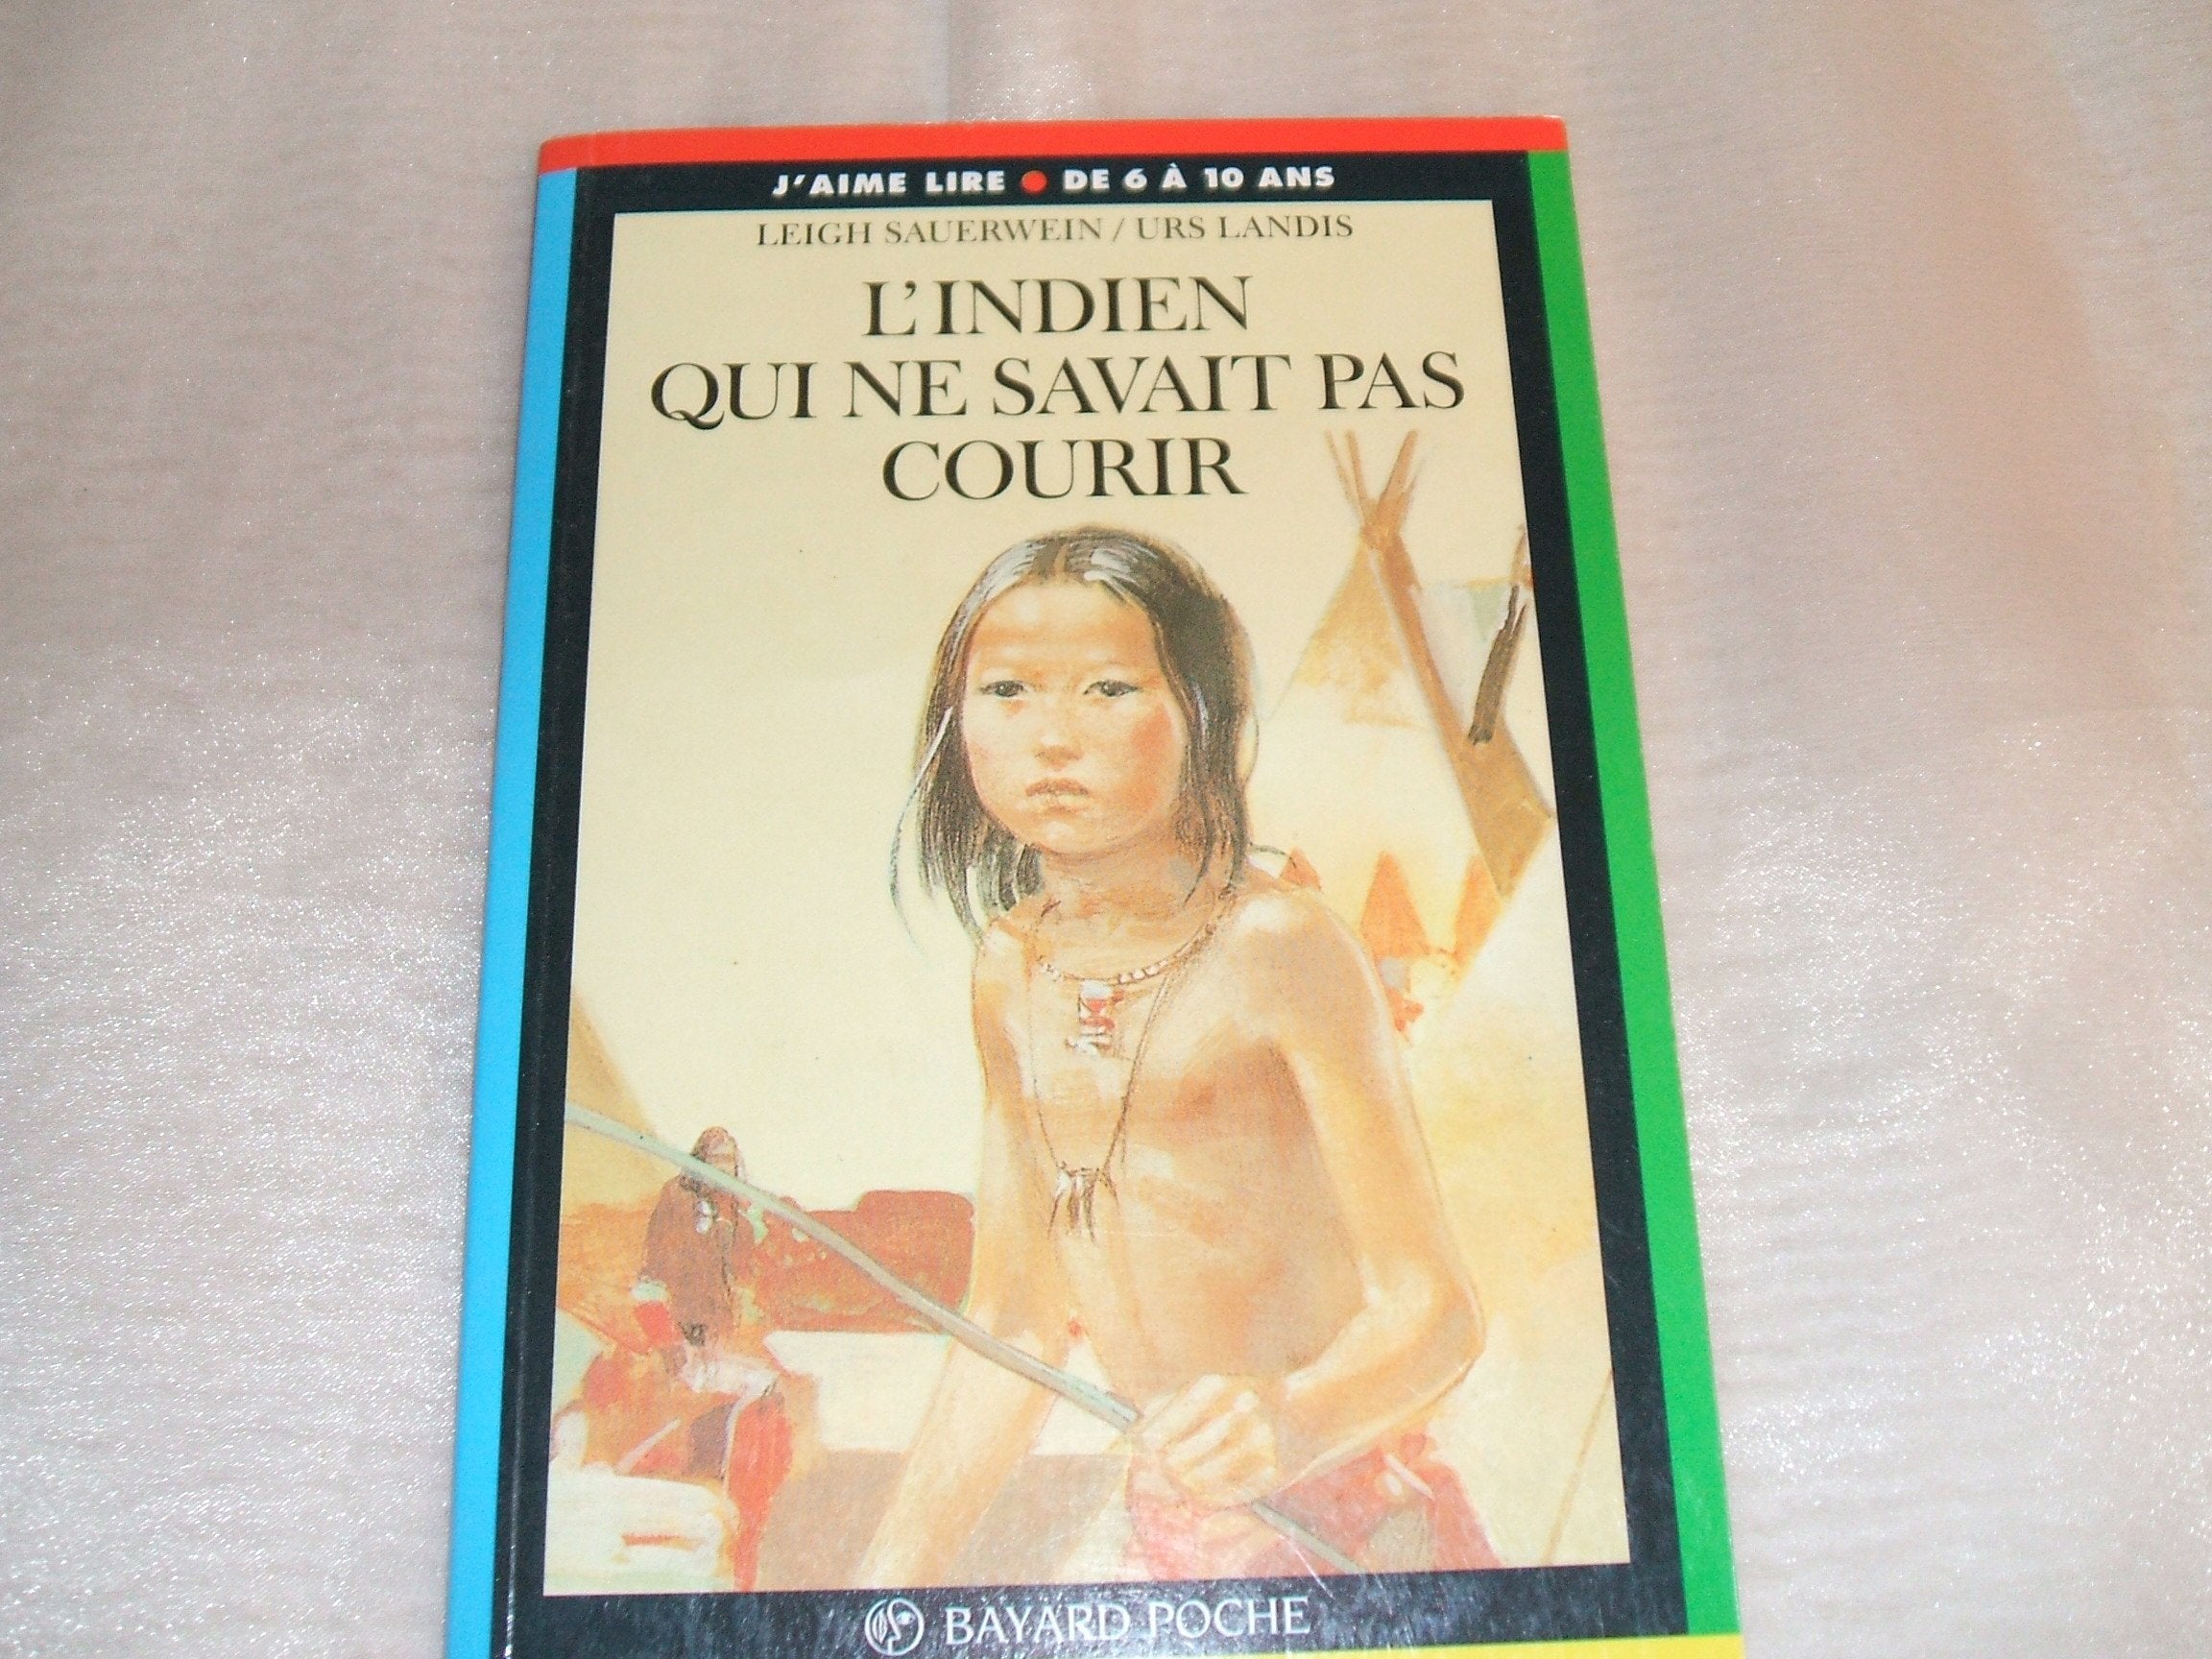 J'AIME LIRE ● DE 6 À 10 ANS
LEIGH SAUERWEIN / URS LANDIS
L'INDIEN
QUI NE SAVAIT PAS
COURIR
BAYARD POCHE